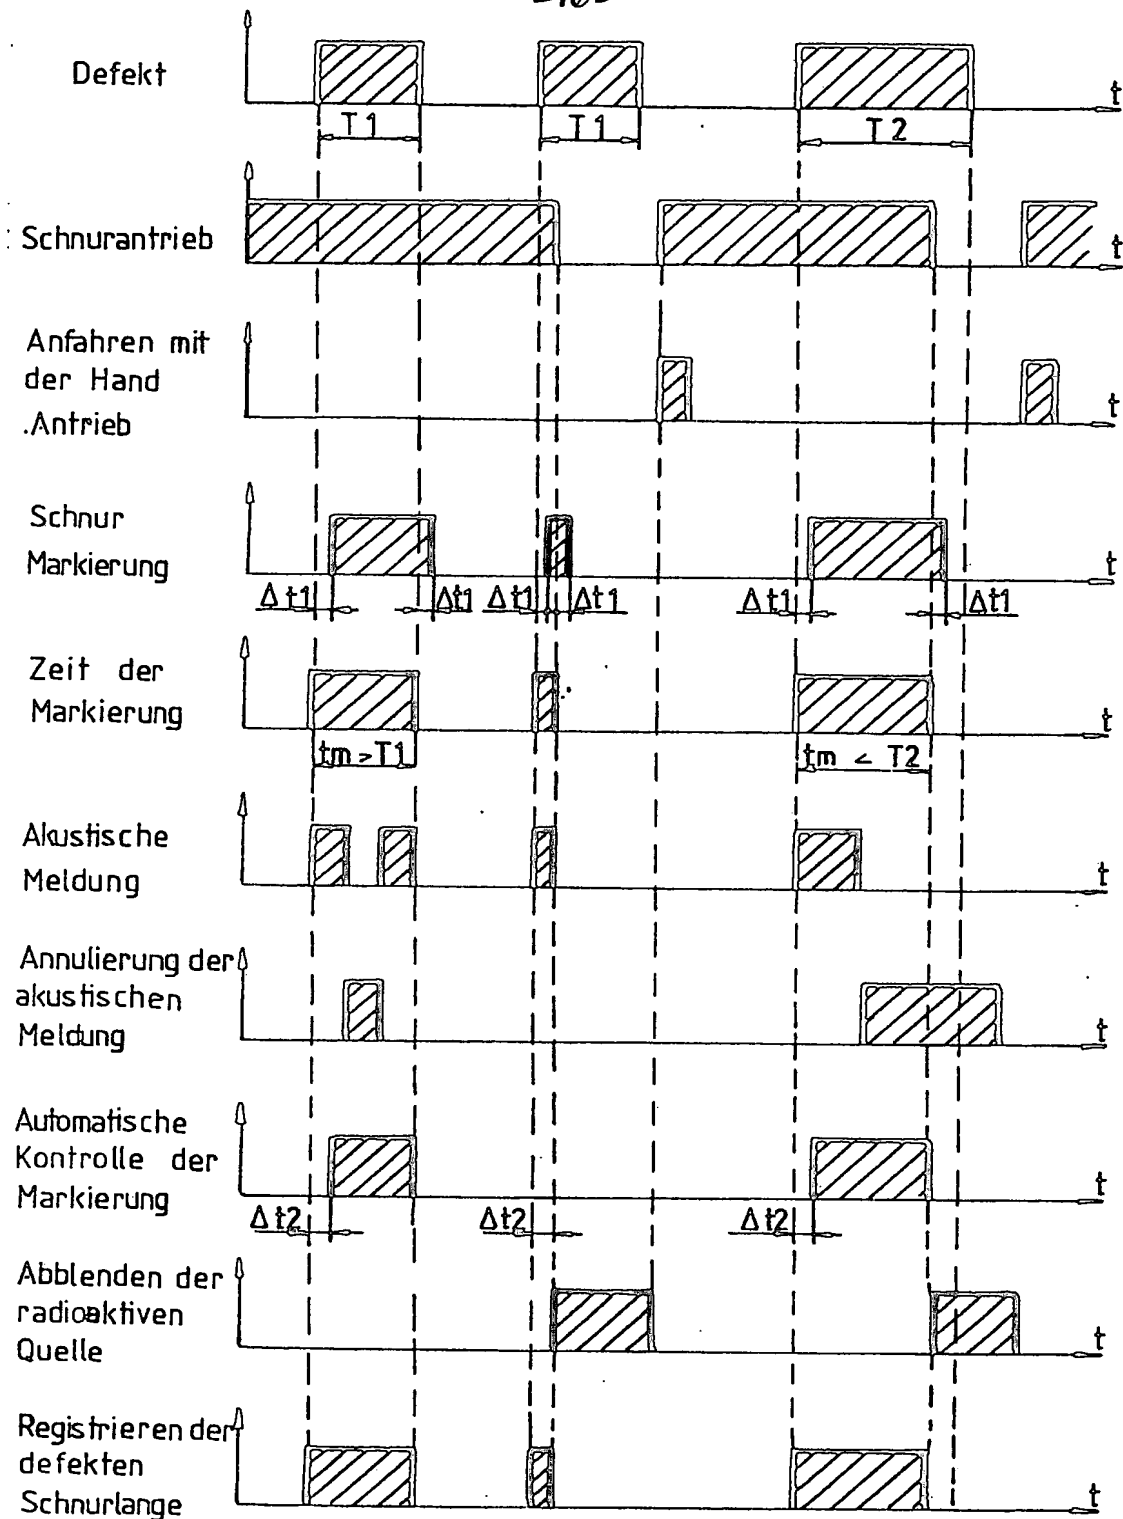 Defekt
t
T1
T1
T2
Schnurantrieb
t
Anfahren mit
der Hand
.Antrieb
t
Schnur
Markierung
t
Δt1
Δt1
Δt1
Δt1
Δt1
Δt1
Zeit der
Markierung
t
tm > T1
tm < T2
Akustische
Meldung
t
Annulierung der
akustischen
Meldung
t
Automatische
Kontrolle der
Markierung
t
Δt2
Δt2
Δt2
Abblenden der
radioaktiven
Quelle
t
Registrieren der
defekten
Schnurlange
t